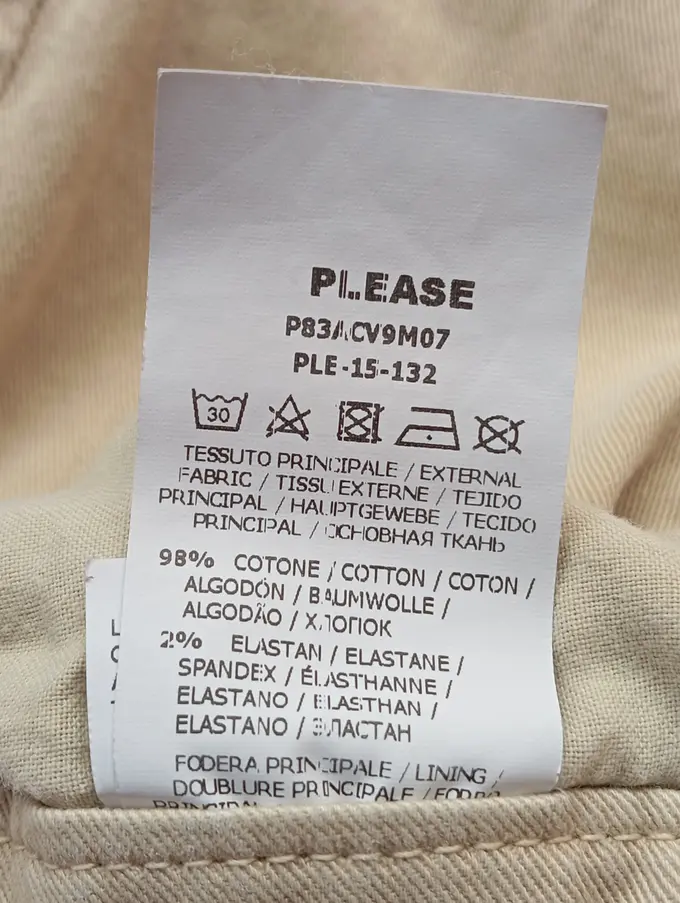 PLEASE
P83ACV9M07
PLE-15-132
30
TESSUTO PRINCIPALE / EXTERNAL
FABRIC / TISSU EXTERNE / TEJIDO
PRINCIPAL / HAUPTGEWEBE / TECIDO
PRINCIPAL / ОСНОВНАЯ ТКАНЬ
98% COTONE / COTTON / COTON /
ALGODÓN / BAUMWOLLE /
ALGODÃO / ХЛОПОК
2% ELASTAN / ELASTANE /
SPANDEX / ÉLASTHANNE /
ELASTANO / ELASTHAN /
ELASTANO / ЭЛАСТАН
FODERA PRINCIPALE / LINING /
DOUBLURE PRINCIPALE / FORRO
PRINCIPAL